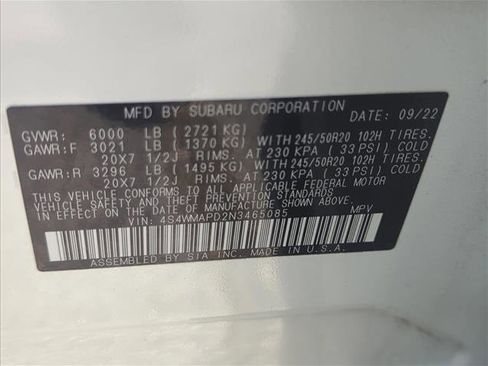 MFD BY SUBARU CORPORATION DATE: 09/22
GVWR: 6000 LB (2721 KG)
GAWR:F 3021 LB (1370 KG) WITH 245/50R20 102H TIRES.
20X7 1/2J RIMS. AT 230 KPA (33 PSI) COLD
GAWR:R 3296 LB (1495 KG) WITH 245/50R20 102H TIRES.
20X7 1/2J RIMS. AT 230 KPA (33 PSI) COLD
THIS VEHICLE CONFORMS TO ALL APPLICABLE FEDERAL MOTOR
VEHICLE SAFETY, BUMPER, AND THEFT PREVENTION STANDARDS
IN EFFECT ON THE DATE OF MANUFACTURE SHOWN ABOVE.
VIN: 4S4WMAPD2N3465085 MPV
ASSEMBLED BY SIA INC. MADE IN U.S.A.